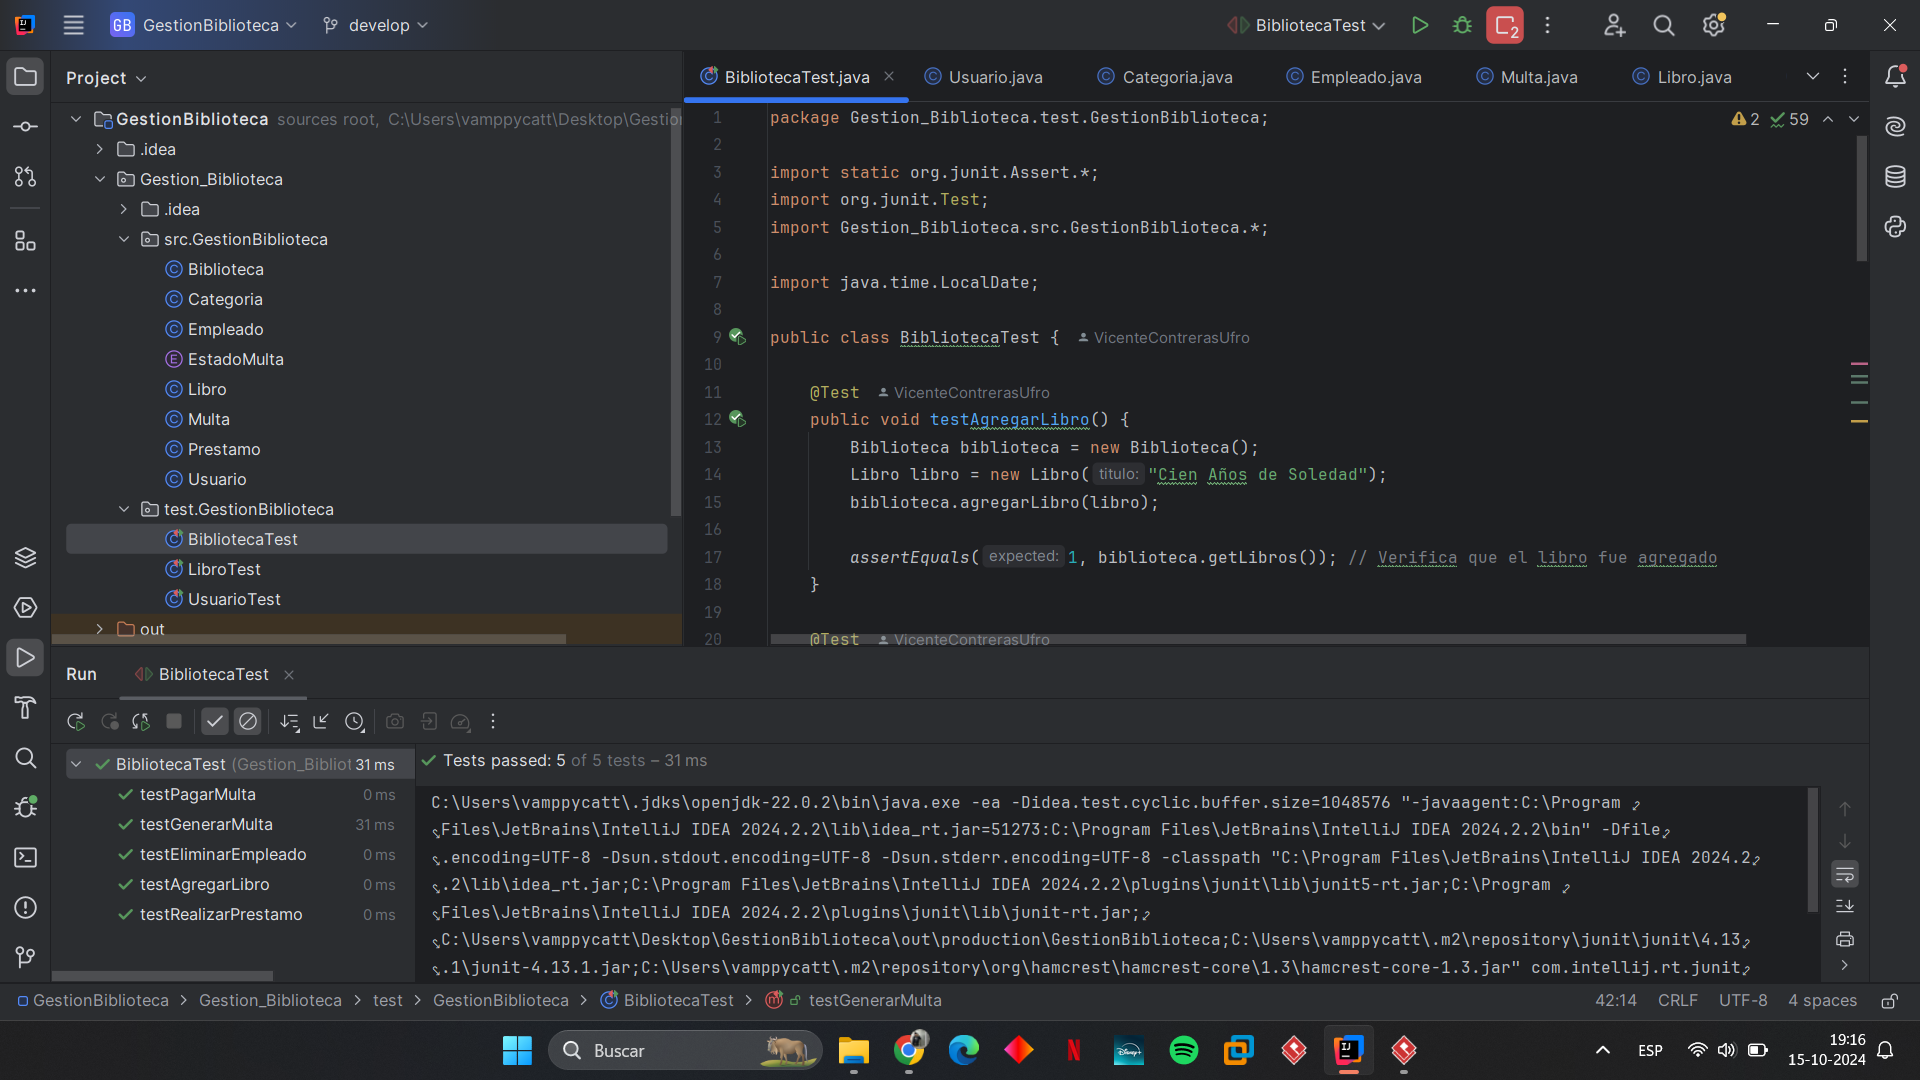 GB GestionBiblioteca develop BibliotecaTest 2
Project
GestionBiblioteca sources root, C:\Users\vamppycatt\Desktop\Gestio
.idea
Gestion_Biblioteca
.idea
src.GestionBiblioteca
Biblioteca
Categoria
Empleado
EstadoMulta
Libro
Multa
Prestamo
Usuario
test.GestionBiblioteca
BibliotecaTest
LibroTest
UsuarioTest
out
BibliotecaTest.java Usuario.java Categoria.java Empleado.java Multa.java Libro.java
2 59
1 package Gestion_Biblioteca.test.GestionBiblioteca;
2
3 import static org.junit.Assert.*;
4 import org.junit.Test;
5 import Gestion_Biblioteca.src.GestionBiblioteca.*;
6
7 import java.time.LocalDate;
8
9 public class BibliotecaTest { VicenteContrerasUfro
10
11 @Test VicenteContrerasUfro
12 public void testAgregarLibro() {
13 Biblioteca biblioteca = new Biblioteca();
14 Libro libro = new Libro( titulo: "Cien Años de Soledad");
15 biblioteca.agregarLibro(libro);
16
17 assertEquals( expected: 1, biblioteca.getLibros()); // Verifica que el libro fue agregado
18 }
19
20 @Test VicenteContrerasUfro
Run BibliotecaTest
BibliotecaTest (Gestion_Bibliot 31 ms
testPagarMulta 0 ms
testGenerarMulta 31 ms
testEliminarEmpleado 0 ms
testAgregarLibro 0 ms
testRealizarPrestamo 0 ms
Tests passed: 5 of 5 tests – 31 ms
C:\Users\vamppycatt\.jdks\openjdk-22.0.2\bin\java.exe -ea -Didea.test.cyclic.buffer.size=1048576 "-javaagent:C:\Program
Files\JetBrains\IntelliJ IDEA 2024.2.2\lib\idea_rt.jar=51273:C:\Program Files\JetBrains\IntelliJ IDEA 2024.2.2\bin" -Dfile
.encoding=UTF-8 -Dsun.stdout.encoding=UTF-8 -Dsun.stderr.encoding=UTF-8 -classpath "C:\Program Files\JetBrains\IntelliJ IDEA 2024.2
.2\lib\idea_rt.jar;C:\Program Files\JetBrains\IntelliJ IDEA 2024.2.2\plugins\junit\lib\junit5-rt.jar;C:\Program
Files\JetBrains\IntelliJ IDEA 2024.2.2\plugins\junit\lib\junit-rt.jar;
C:\Users\vamppycatt\Desktop\GestionBiblioteca\out\production\GestionBiblioteca;C:\Users\vamppycatt\.m2\repository\junit\junit\4.13
.1\junit-4.13.1.jar;C:\Users\vamppycatt\.m2\repository\org\hamcrest\hamcrest-core\1.3\hamcrest-core-1.3.jar" com.intellij.rt.junit
GestionBiblioteca > Gestion_Biblioteca > test > GestionBiblioteca > BibliotecaTest > testGenerarMulta 42:14 CRLF UTF-8 4 spaces
Buscar
Disney+
ESP
19:16
15-10-2024